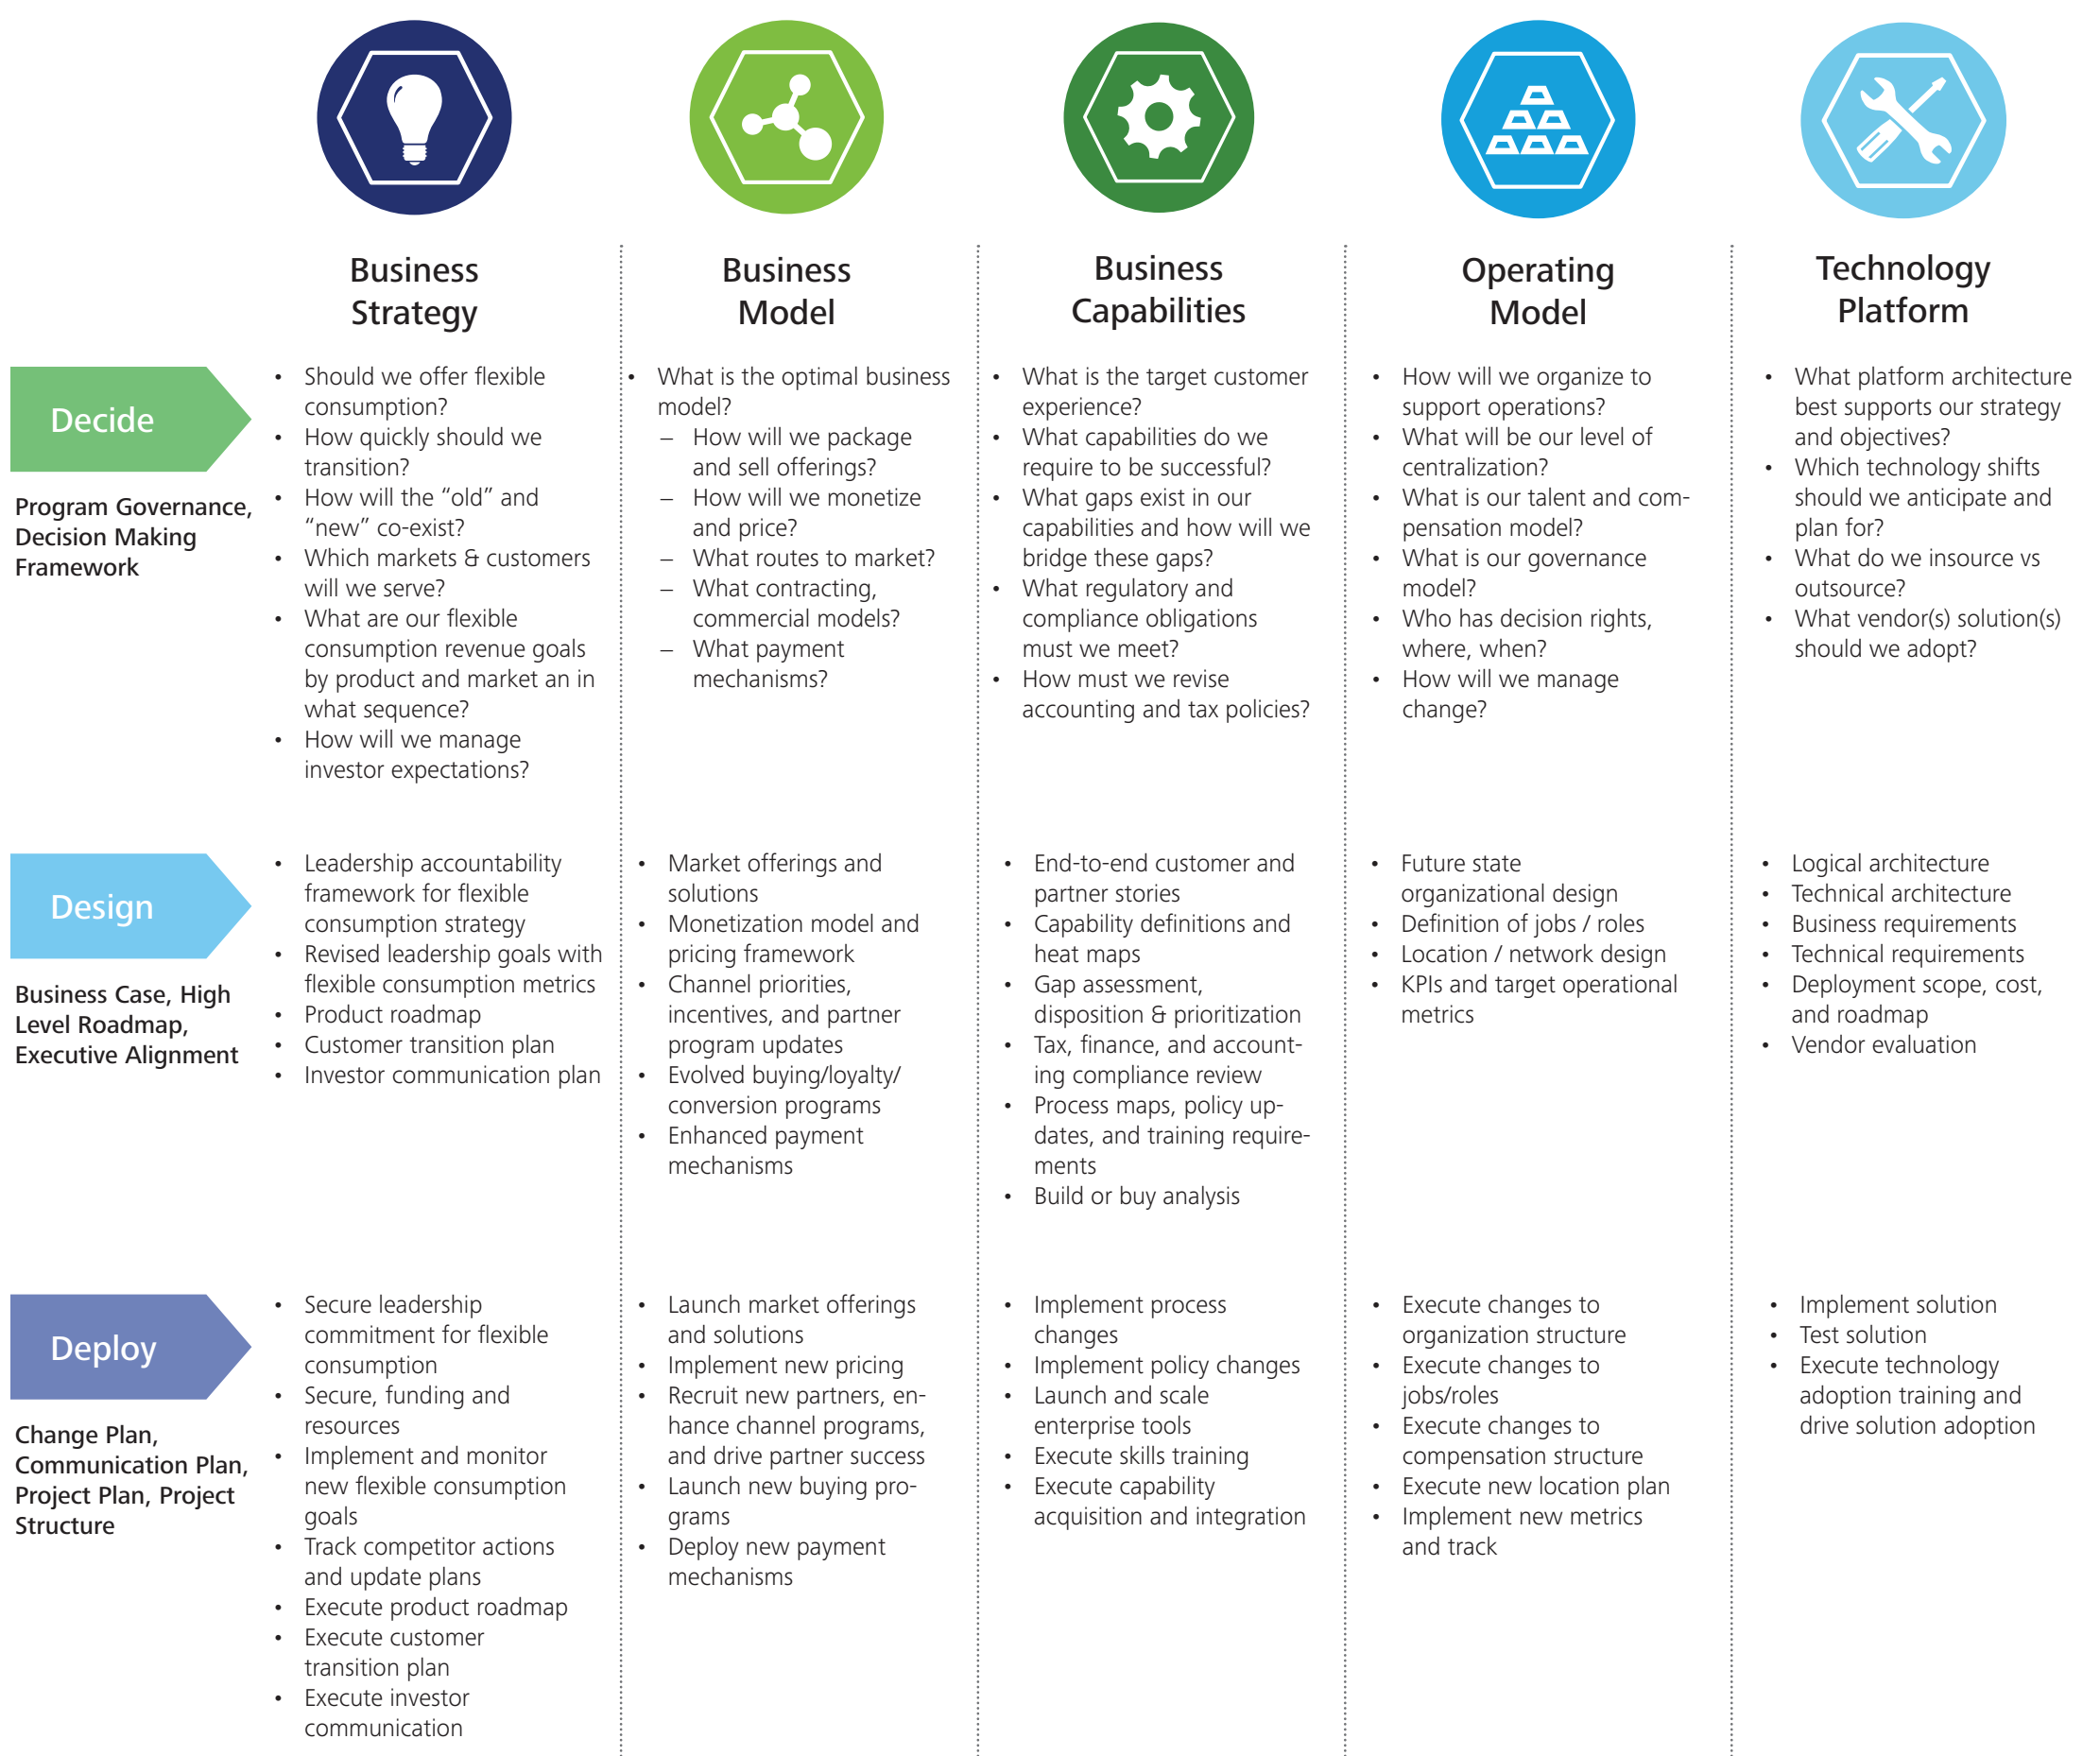 Business
Strategy
Business
Model
Business
Capabilities
Operating
Model
Technology
Platform
Decide
Program Governance,
Decision Making
Framework
• Should we offer flexible
consumption?
• How quickly should we
transition?
• How will the “old” and
“new” co-exist?
• Which markets & customers
will we serve?
• What are our flexible
consumption revenue goals
by product and market an in
what sequence?
• How will we manage
investor expectations?
• What is the optimal business
model?
– How will we package
and sell offerings?
– How will we monetize
and price?
– What routes to market?
– What contracting,
commercial models?
– What payment
mechanisms?
• What is the target customer
experience?
• What capabilities do we
require to be successful?
• What gaps exist in our
capabilities and how will we
bridge these gaps?
• What regulatory and
compliance obligations
must we meet?
• How must we revise
accounting and tax policies?
• How will we organize to
support operations?
• What will be our level of
centralization?
• What is our talent and com-
pensation model?
• What is our governance
model?
• Who has decision rights,
where, when?
• How will we manage
change?
• What platform architecture
best supports our strategy
and objectives?
• Which technology shifts
should we anticipate and
plan for?
• What do we insource vs
outsource?
• What vendor(s) solution(s)
should we adopt?
Design
Business Case, High
Level Roadmap,
Executive Alignment
• Leadership accountability
framework for flexible
consumption strategy
• Revised leadership goals with
flexible consumption metrics
• Product roadmap
• Customer transition plan
• Investor communication plan
• Market offerings and
solutions
• Monetization model and
pricing framework
• Channel priorities,
incentives, and partner
program updates
• Evolved buying/loyalty/
conversion programs
• Enhanced payment
mechanisms
• End-to-end customer and
partner stories
• Capability definitions and
heat maps
• Gap assessment,
disposition & prioritization
• Tax, finance, and account-
ing compliance review
• Process maps, policy up-
dates, and training require-
ments
• Build or buy analysis
• Future state
organizational design
• Definition of jobs / roles
• Location / network design
• KPIs and target operational
metrics
• Logical architecture
• Technical architecture
• Business requirements
• Technical requirements
• Deployment scope, cost,
and roadmap
• Vendor evaluation
Deploy
Change Plan,
Communication Plan,
Project Plan, Project
Structure
• Secure leadership
commitment for flexible
consumption
• Secure, funding and
resources
• Implement and monitor
new flexible consumption
goals
• Track competitor actions
and update plans
• Execute product roadmap
• Execute customer
transition plan
• Execute investor
communication
• Launch market offerings
and solutions
• Implement new pricing
• Recruit new partners, en-
hance channel programs,
and drive partner success
• Launch new buying pro-
grams
• Deploy new payment
mechanisms
• Implement process
changes
• Implement policy changes
• Launch and scale
enterprise tools
• Execute skills training
• Execute capability
acquisition and integration
• Execute changes to
organization structure
• Execute changes to
jobs/roles
• Execute changes to
compensation structure
• Execute new location plan
• Implement new metrics
and track
• Implement solution
• Test solution
• Execute technology
adoption training and
drive solution adoption